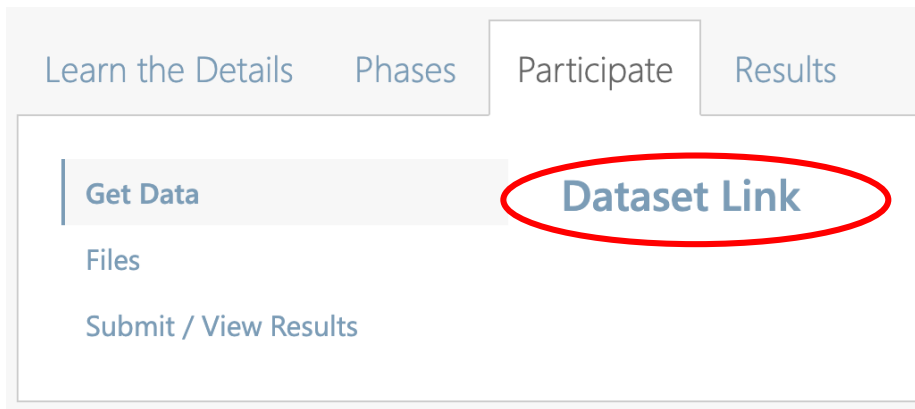 Learn the Details Phases Participate Results
Get Data
Dataset Link
Files
Submit / View Results